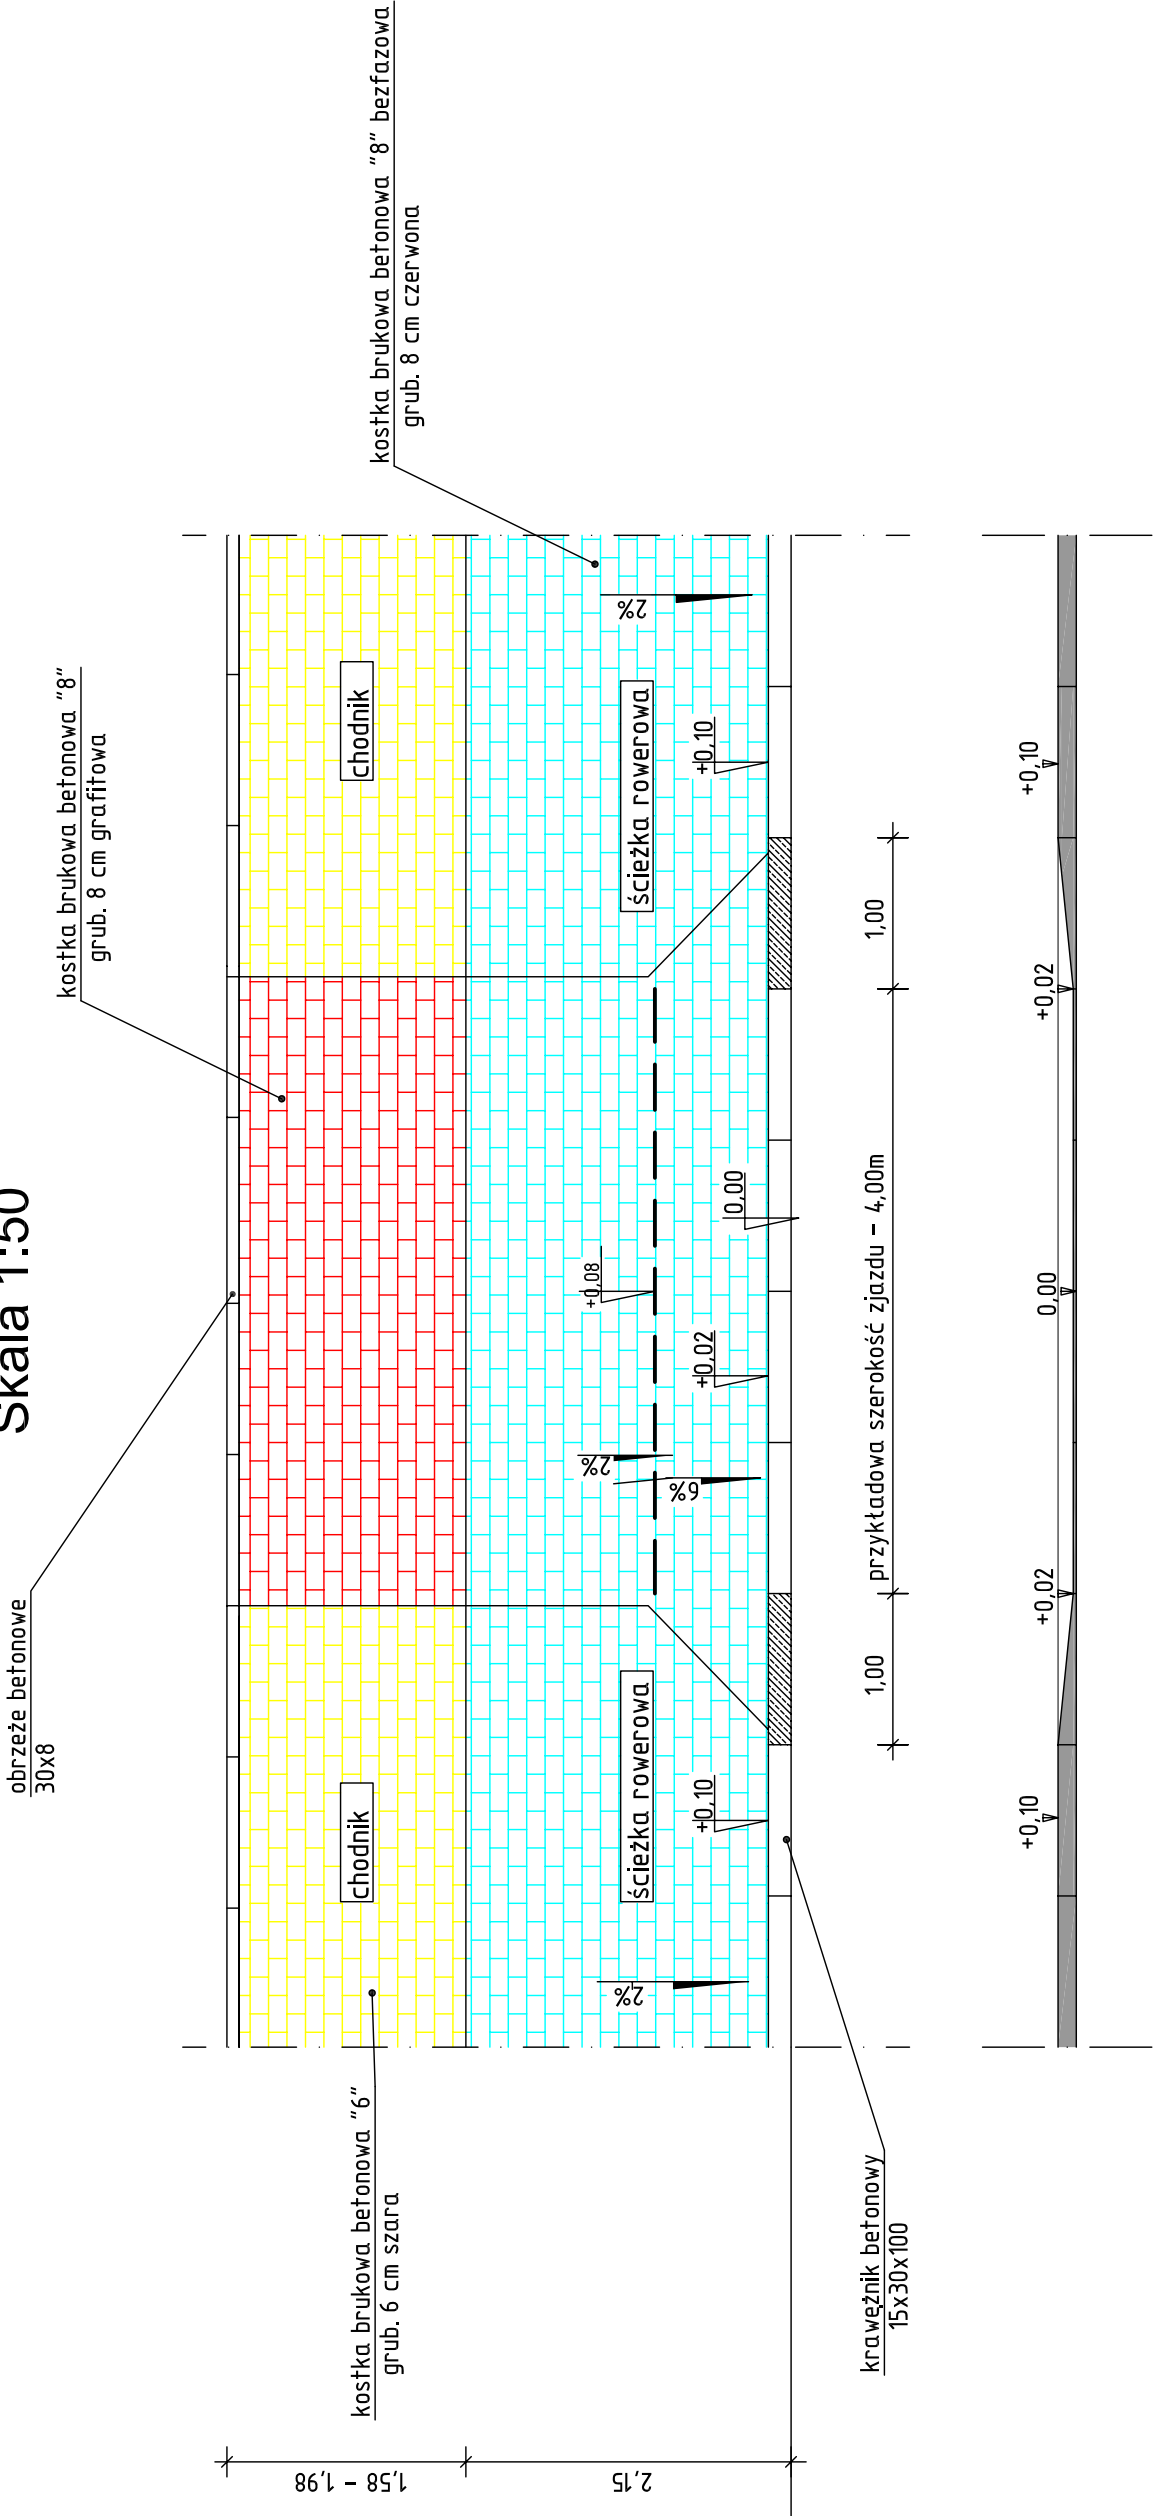 Skala 1:50
obrzeże betonowe
30x8
kostka brukowa betonowa "8"
grub. 8 cm grafitowa
kostka brukowa betonowa "8" bezfazowa
grub. 8 cm czerwona
kostka brukowa betonowa "6"
grub. 6 cm szara
chodnik
chodnik
ścieżka rowerowa
ścieżka rowerowa
2%
2%
2%
6%
+0,08
+0,10
+0,02
0,00
+0,10
krawężnik betonowy
15x30x100
1,00
przykładowa szerokość zjazdu - 4,00m
1,00
1,58 - 1,98
2,15
+0,10
+0,02
0,00
+0,02
+0,10